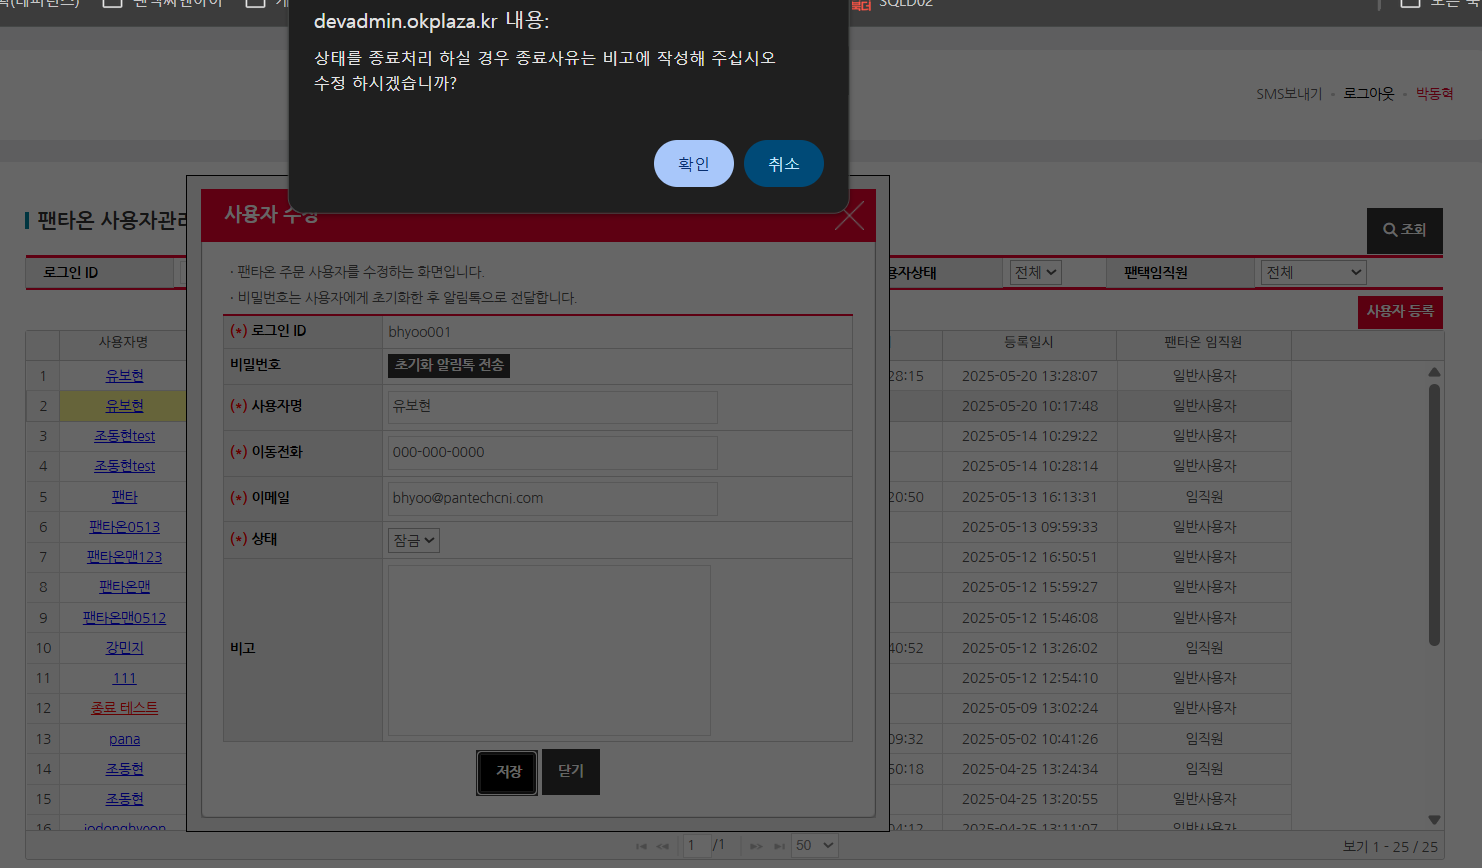 devadmin.okplaza.kr 내용:
상태를 종료처리 하실 경우 종료사유는 비고에 작성해 주십시오
수정 하시겠습니까?
확인 취소
SQLD02
SMS보내기 • 로그아웃 • 박동혁
팬타온 사용자관리
조회
로그인 ID
전체 팬택임직원 전체
사용자 등록
사용자 수정
· 팬타온 주문 사용자를 수정하는 화면입니다.
· 비밀번호는 사용자에게 초기화한 후 알림톡으로 전달합니다.
(*) 로그인 ID bhyoo001
비밀번호 초기화 알림톡 전송
(*) 사용자명 유보현
(*) 이동전화 000-000-0000
(*) 이메일 bhyoo@pantechcni.com
(*) 상태 잠금
비고
저장 닫기
사용자명 등록일시 팬타온 임직원
1 유보현 28:15 2025-05-20 13:28:07 일반사용자
2 유보현 2025-05-20 10:17:48 일반사용자
3 조동현test 2025-05-14 10:29:22 일반사용자
4 조동현test 2025-05-14 10:28:14 일반사용자
5 팬타 20:50 2025-05-13 16:13:31 임직원
6 팬타온0513 2025-05-13 09:59:33 일반사용자
7 팬타온맨123 2025-05-12 16:50:51 일반사용자
8 팬타온맨 2025-05-12 15:59:27 일반사용자
9 팬타온맨0512 2025-05-12 15:46:08 일반사용자
10 강민지 40:52 2025-05-12 13:26:02 임직원
11 111 2025-05-12 12:54:10 일반사용자
12 종료 테스트 2025-05-09 13:02:24 일반사용자
13 pana 09:32 2025-05-02 10:41:26 임직원
14 조동현 50:18 2025-04-25 13:24:34 임직원
15 조동현 2025-04-25 13:20:55 일반사용자
16 jodonghyeon 04:12 2025-04-25 13:11:07 일반사용자
1 /1 50 보기 1 - 25 / 25